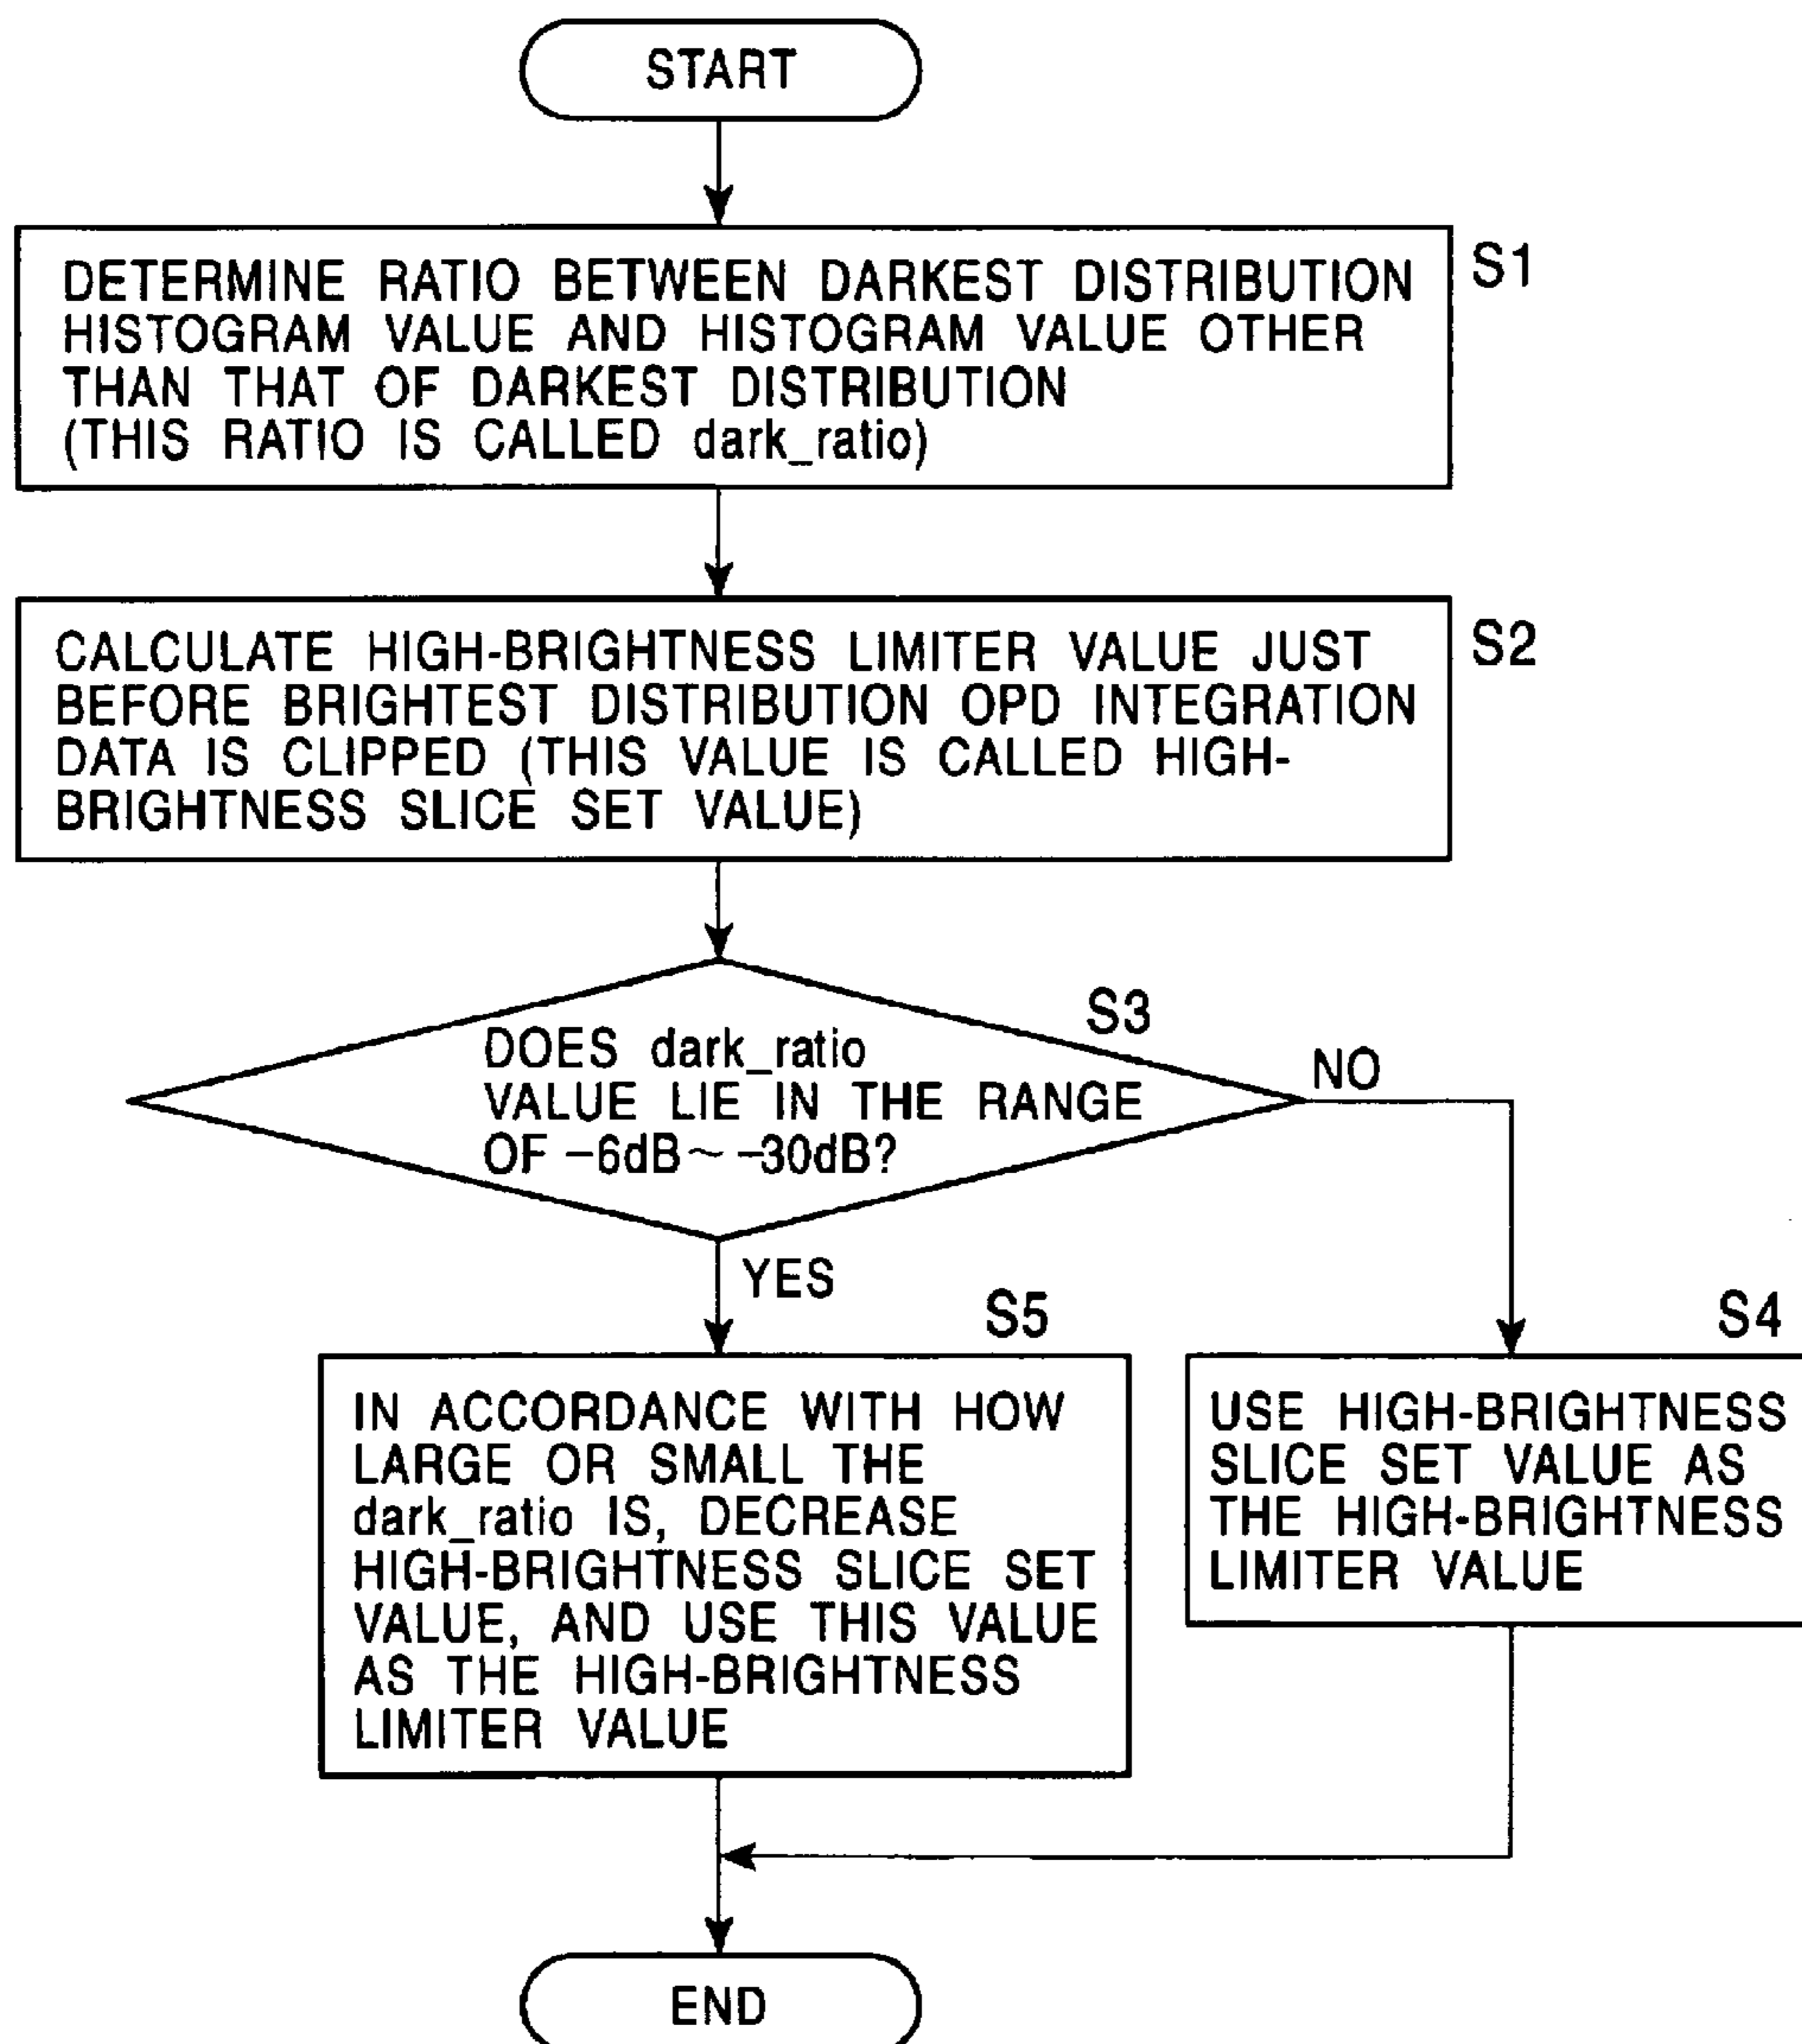 START
S1
DETERMINE RATIO BETWEEN DARKEST DISTRIBUTION
HISTOGRAM VALUE AND HISTOGRAM VALUE OTHER
THAN THAT OF DARKEST DISTRIBUTION
(THIS RATIO IS CALLED dark_ratio)
S2
CALCULATE HIGH-BRIGHTNESS LIMITER VALUE JUST
BEFORE BRIGHTEST DISTRIBUTION OPD INTEGRATION
DATA IS CLIPPED (THIS VALUE IS CALLED HIGH-
BRIGHTNESS SLICE SET VALUE)
S3
DOES dark_ratio
VALUE LIE IN THE RANGE
OF −6dB～−30dB?
NO
YES
S5
IN ACCORDANCE WITH HOW
LARGE OR SMALL THE
dark_ratio IS, DECREASE
HIGH-BRIGHTNESS SLICE SET
VALUE, AND USE THIS VALUE
AS THE HIGH-BRIGHTNESS
LIMITER VALUE
S4
USE HIGH-BRIGHTNESS
SLICE SET VALUE AS
THE HIGH-BRIGHTNESS
LIMITER VALUE
END